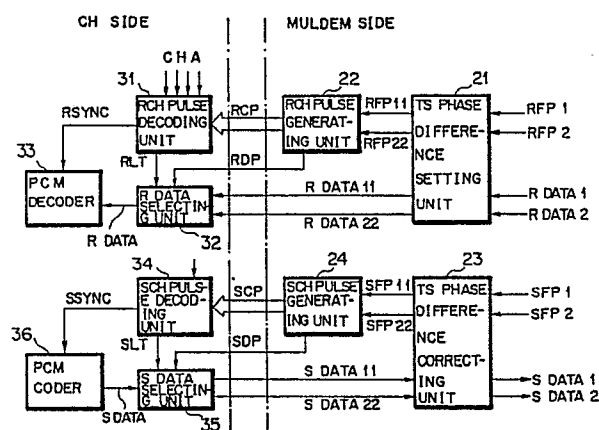 CH SIDE
MULDEM SIDE
C H A
31
RCH PULSE
DECODING
UNIT
RSYNC
RCP
22
RCH PULSE
GENERAT-
ING UNIT
RFP11
RFP22
21
TS PHASE
DIFFERE-
NCE
SETTING
UNIT
RFP 1
RFP 2
33
PCM
DECODER
RLT
RDP
R DATA
SELECTIN-
G UNIT
32
R DATA
R DATA 11
R DATA 22
R DATA 1
R DATA 2
34
SCH PULS-
E DECOD-
ING
UNIT
SSYNC
SCP
24
SCH PULSE
GENERAT-
ING UNIT
SFP 11
SFP 22
23
TS PHASE
DIFFERE-
NCE
CORRECT-
ING
UNIT
SFP 1
SFP 2
36
PCM
CODER
SLT
SDP
S DATA
SELECTIN-
G UNIT
35
S DATA
S DATA 11
S DATA 22
S DATA 1
S DATA 2